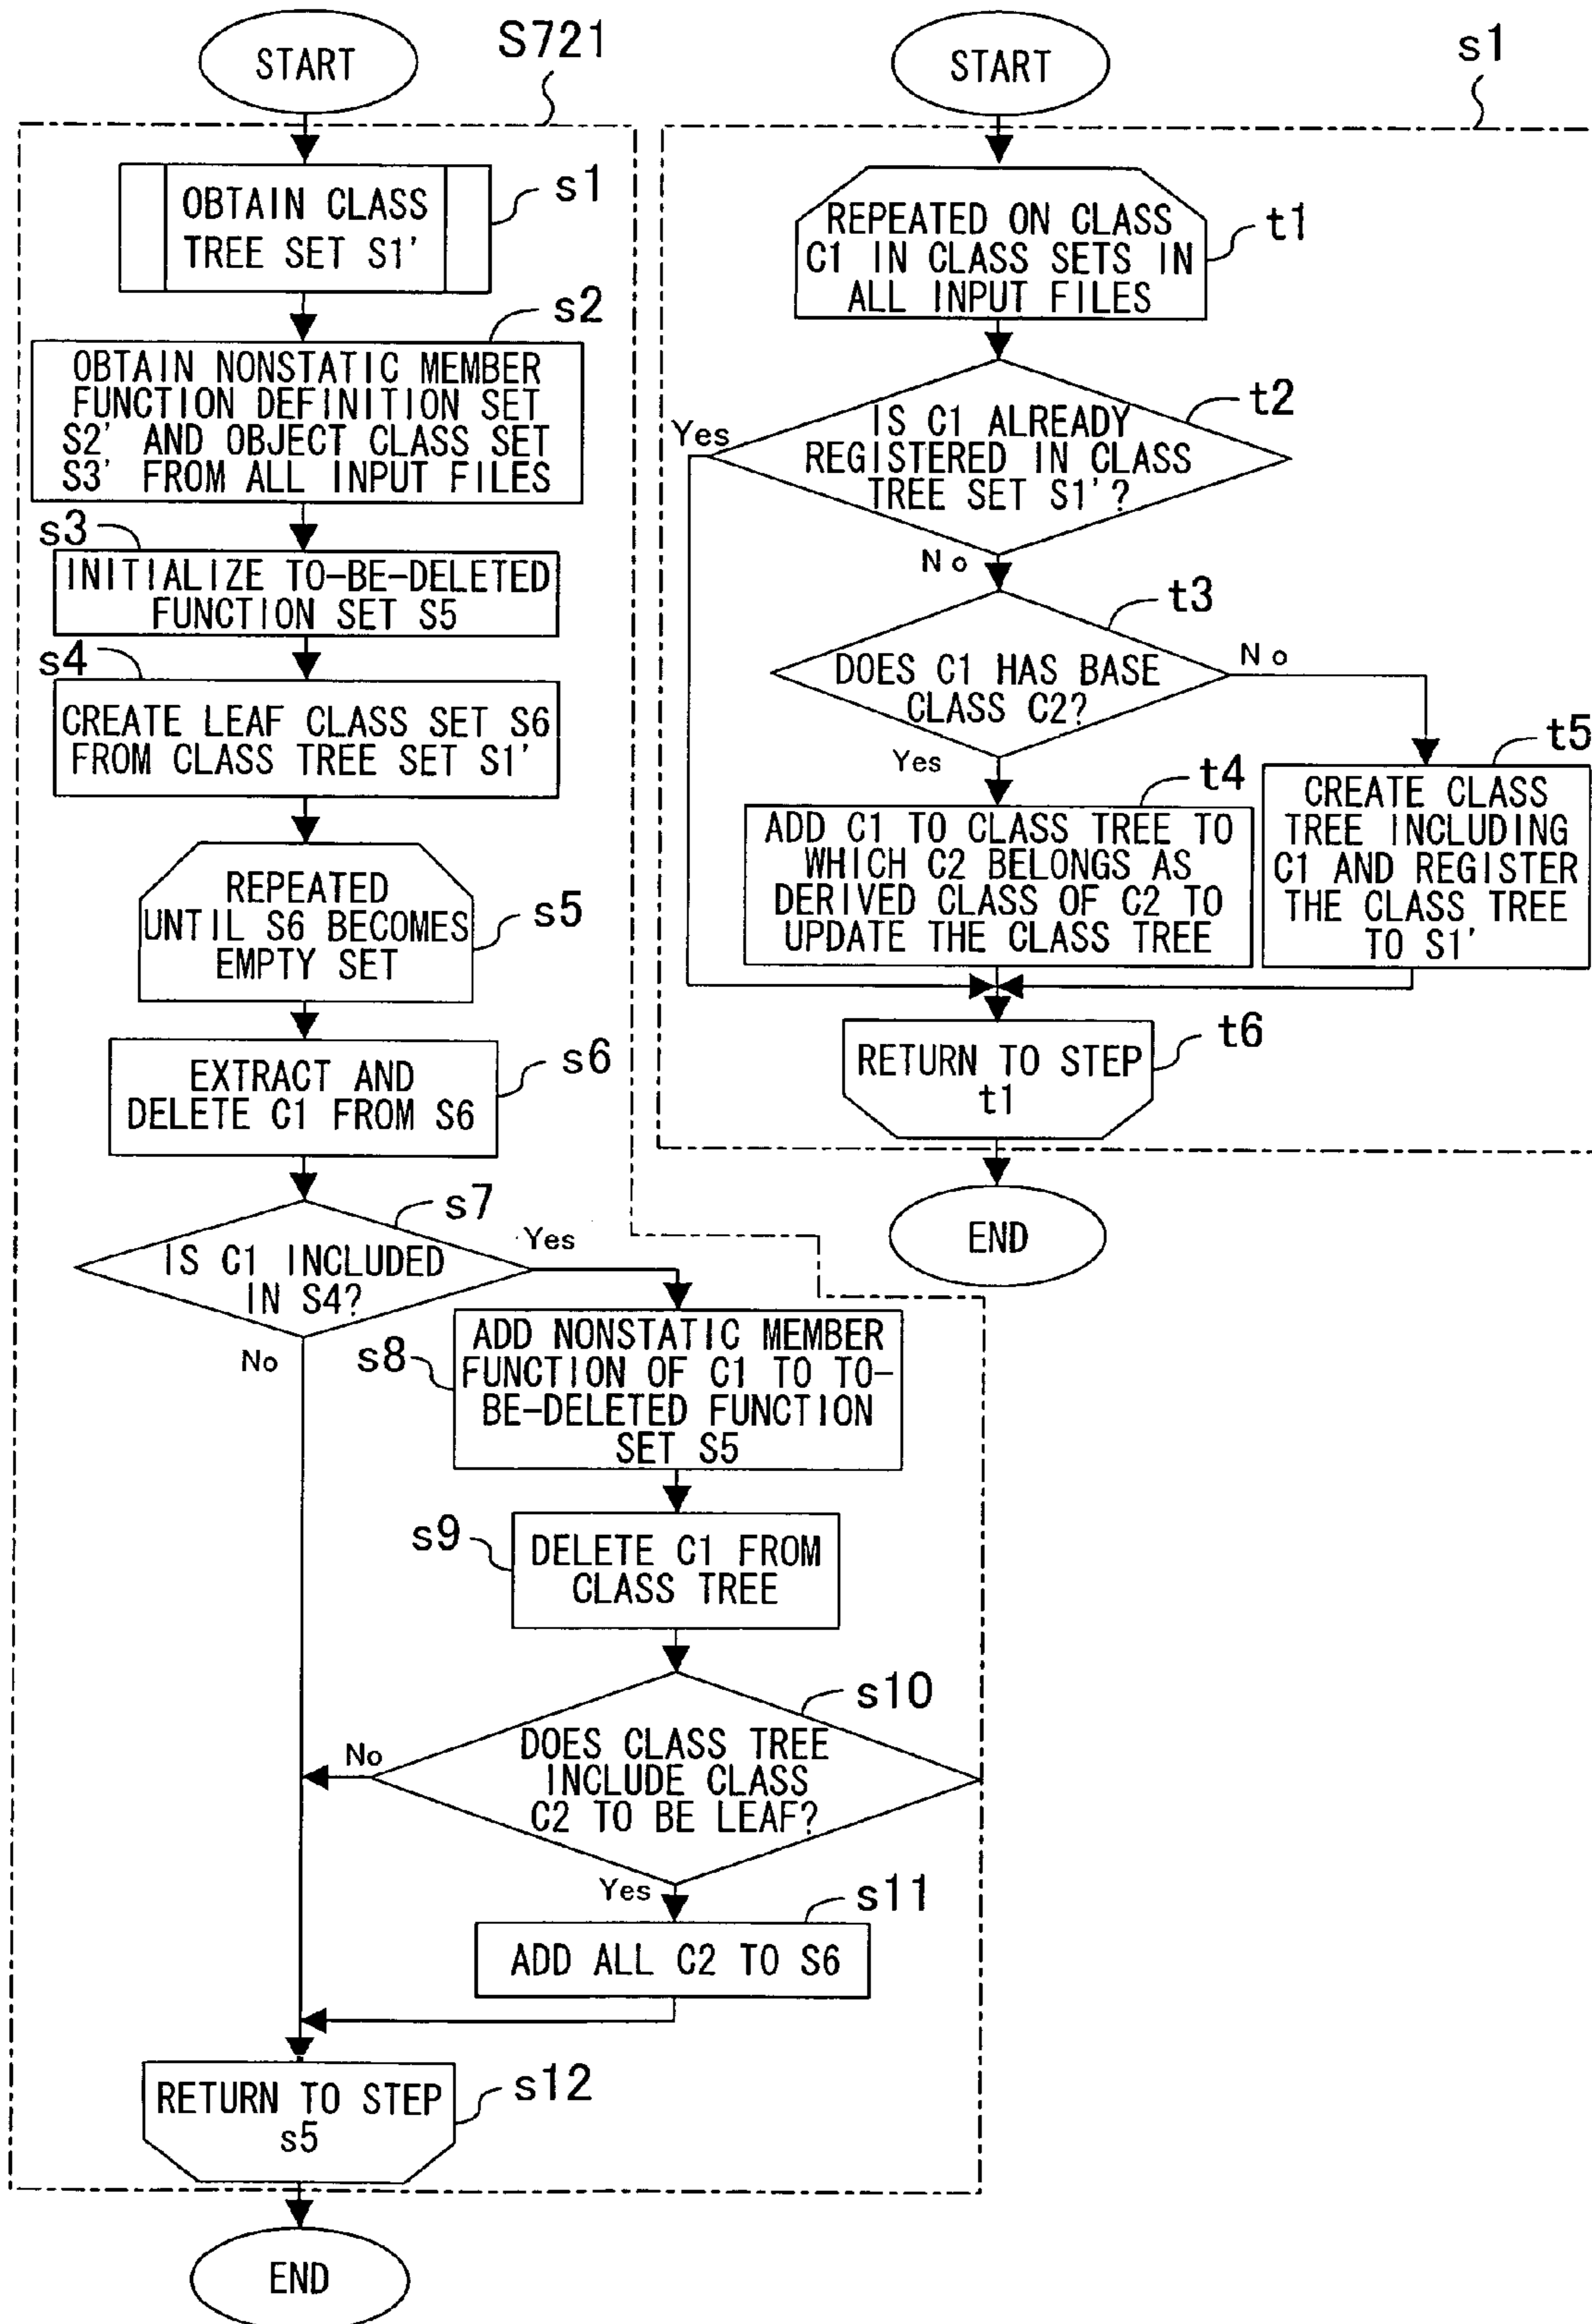 START
S721
OBTAIN CLASS
TREE SET S1'
s1
s2
OBTAIN NONSTATIC MEMBER
FUNCTION DEFINITION SET
S2' AND OBJECT CLASS SET
S3' FROM ALL INPUT FILES
s3
INITIALIZE TO-BE-DELETED
FUNCTION SET S5
s4
CREATE LEAF CLASS SET S6
FROM CLASS TREE SET S1'
REPEATED
UNTIL S6 BECOMES
EMPTY SET
s5
EXTRACT AND
DELETE C1 FROM S6
s6
s7
IS C1 INCLUDED
IN S4?
Yes
No
s8
ADD NONSTATIC MEMBER
FUNCTION OF C1 TO TO-
BE-DELETED FUNCTION
SET S5
s9
DELETE C1 FROM
CLASS TREE
s10
DOES CLASS TREE
INCLUDE CLASS
C2 TO BE LEAF?
No
Yes
s11
ADD ALL C2 TO S6
RETURN TO STEP
s5
s12
END
START
s1
REPEATED ON CLASS
C1 IN CLASS SETS IN
ALL INPUT FILES
t1
t2
IS C1 ALREADY
REGISTERED IN CLASS
TREE SET S1'?
Yes
No
t3
DOES C1 HAS BASE
CLASS C2?
No
Yes
t4
ADD C1 TO CLASS TREE TO
WHICH C2 BELONGS AS
DERIVED CLASS OF C2 TO
UPDATE THE CLASS TREE
t5
CREATE CLASS
TREE INCLUDING
C1 AND REGISTER
THE CLASS TREE
TO S1'
RETURN TO STEP
t1
t6
END